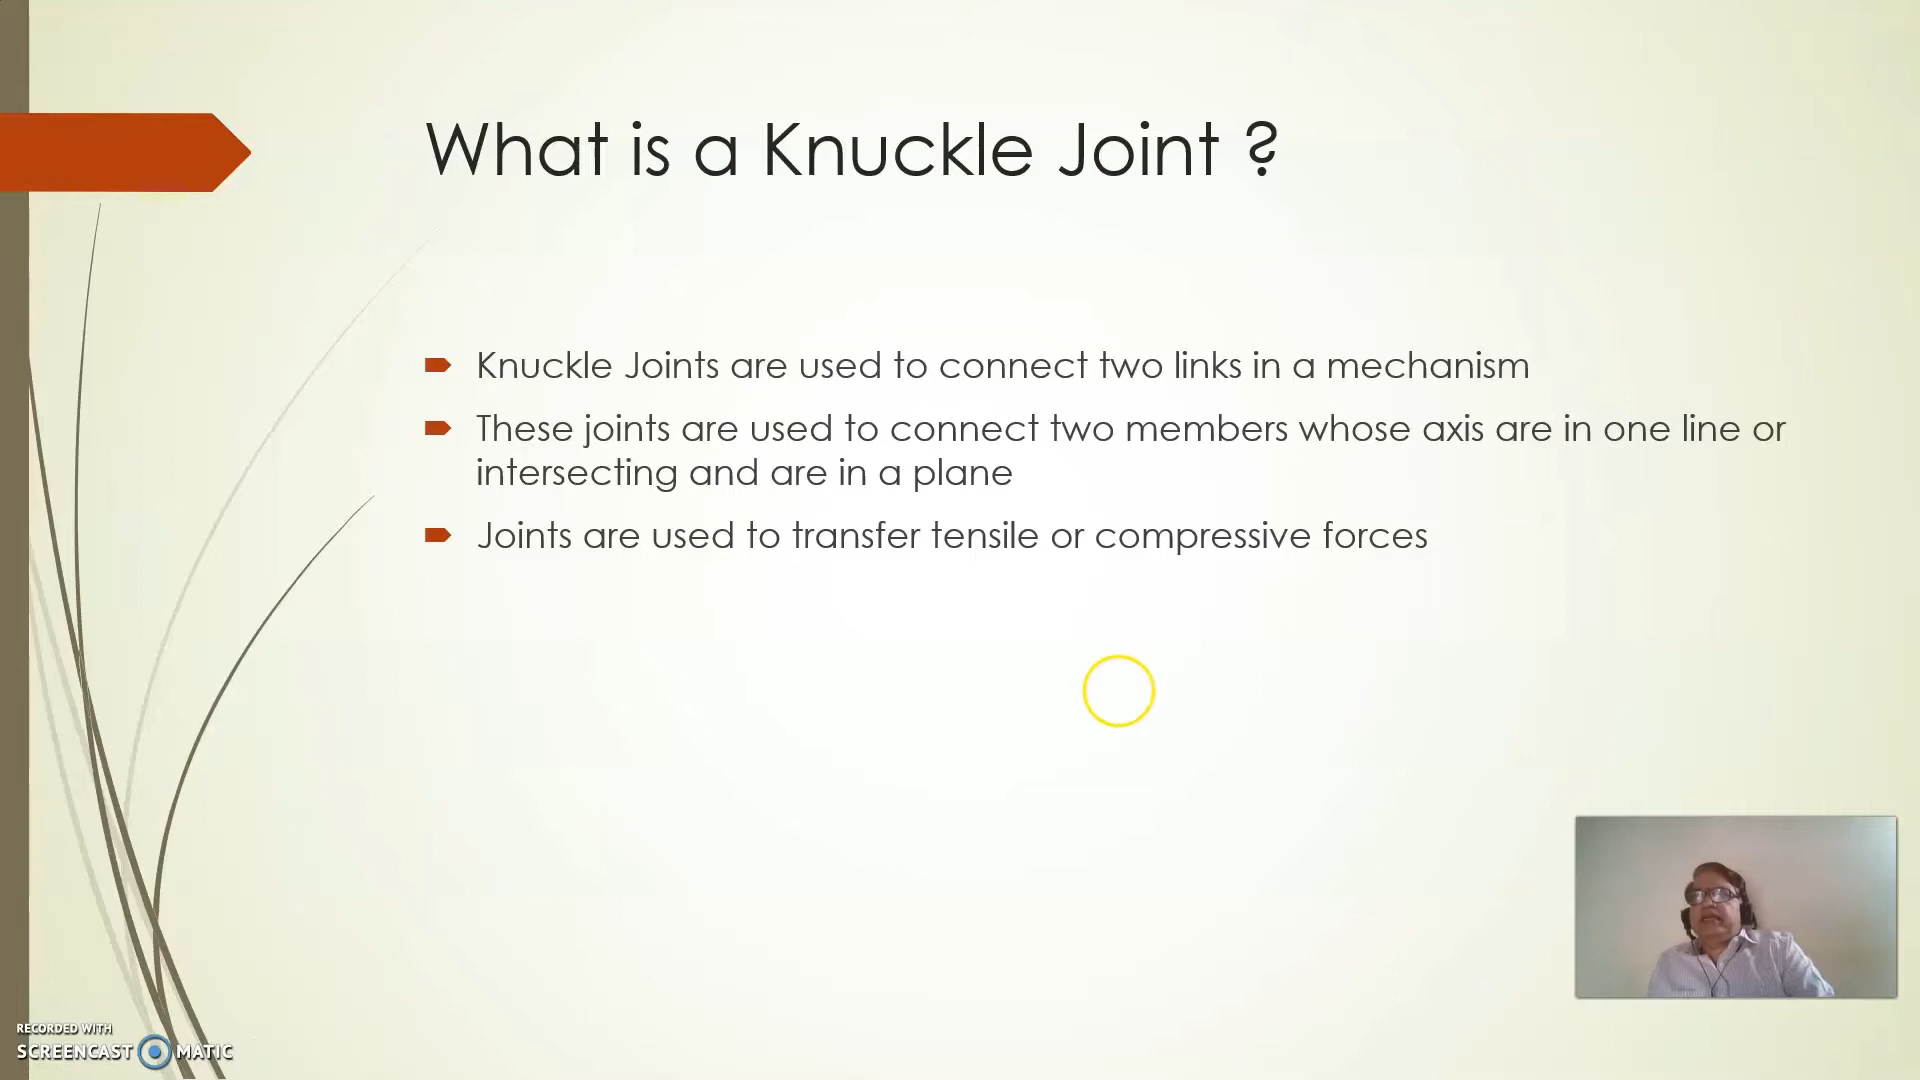 What is a Knuckle Joint ?
Knuckle Joints are used to connect two links in a mechanism
These joints are used to connect two members whose axis are in one line or
intersecting and are in a plane
Joints are used to transfer tensile or compressive forces
RECORDED WITH
SCREENCAST MATIC